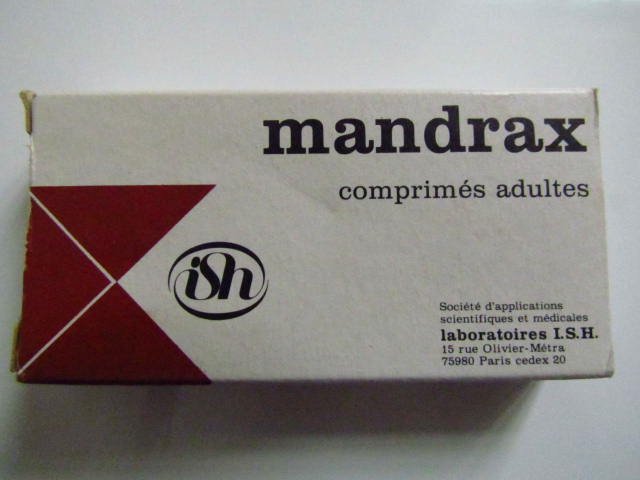 mandrax
comprimés adultes
ish
Société d'applications
scientifiques et médicales
laboratoires I.S.H.
15 rue Olivier-Métra
75980 Paris cedex 20